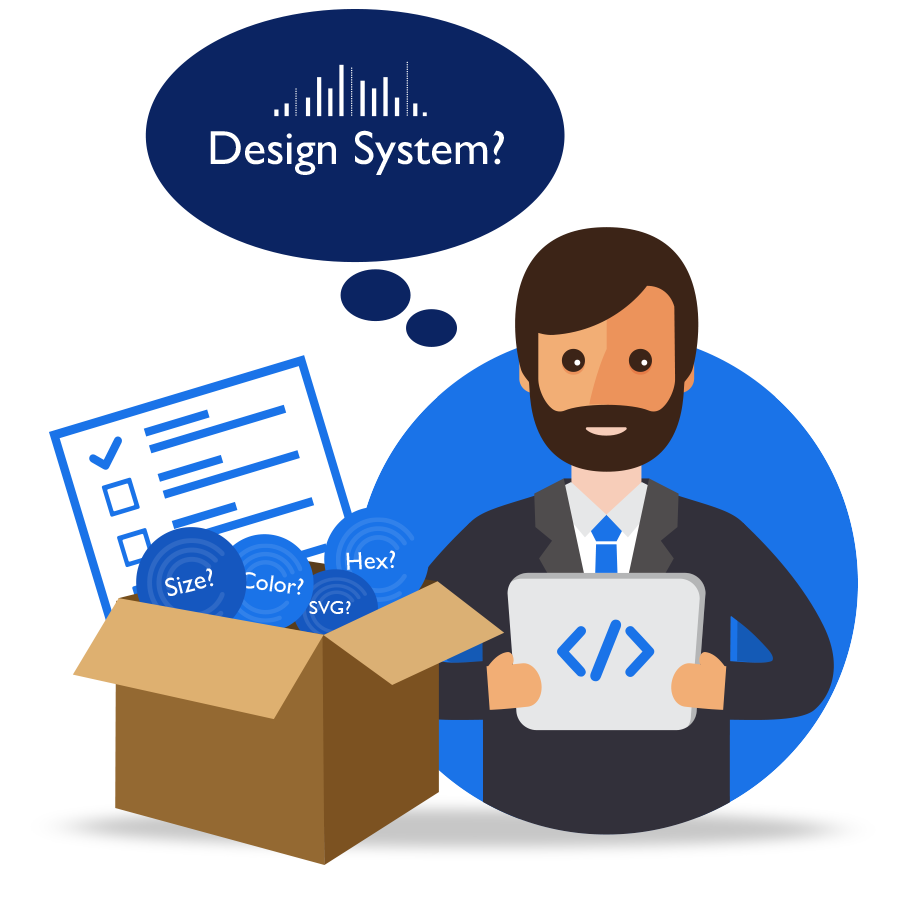 Design System?
Hex?
Size?
Color?
SVG?
</>